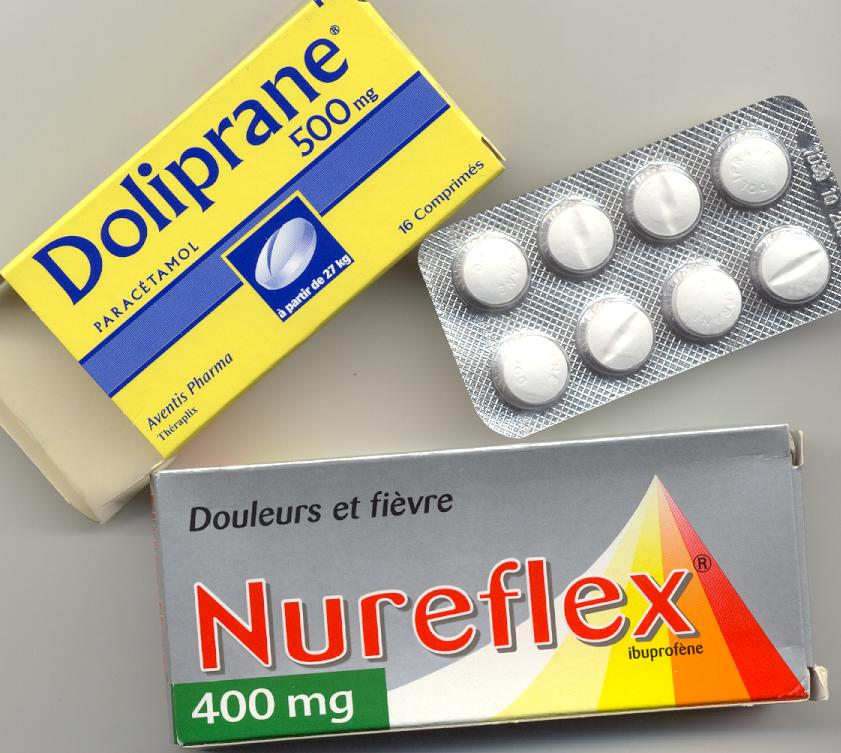 Doliprane®
500 mg
PARACÉTAMOL
16 Comprimés
à partir de 27 kg
Aventis Pharma
Théraplix
Douleurs et fièvre
Nureflex®
ibuprofène
400 mg